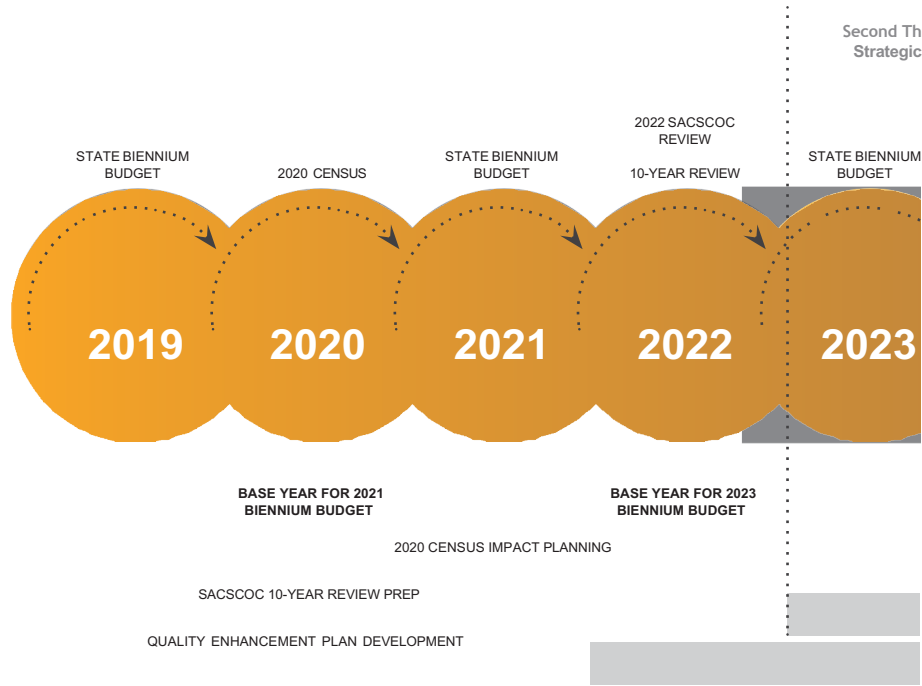 Second
Strategic
2022 SACSCOC
REVIEW
STATE BIENNIUM
BUDGET
2020 CENSUS
STATE BIENNIUM
BUDGET
10-YEAR REVIEW
STATE BIENNIUM
BUDGET
2019
2020
2021
2022
2023
BASE YEAR FOR 2021
BIENNIUM BUDGET
BASE YEAR FOR 2023
BIENNIUM BUDGET
2020 CENSUS IMPACT PLANNING
SACSCOC 10-YEAR REVIEW PREP
QUALITY ENHANCEMENT PLAN DEVELOPMENT